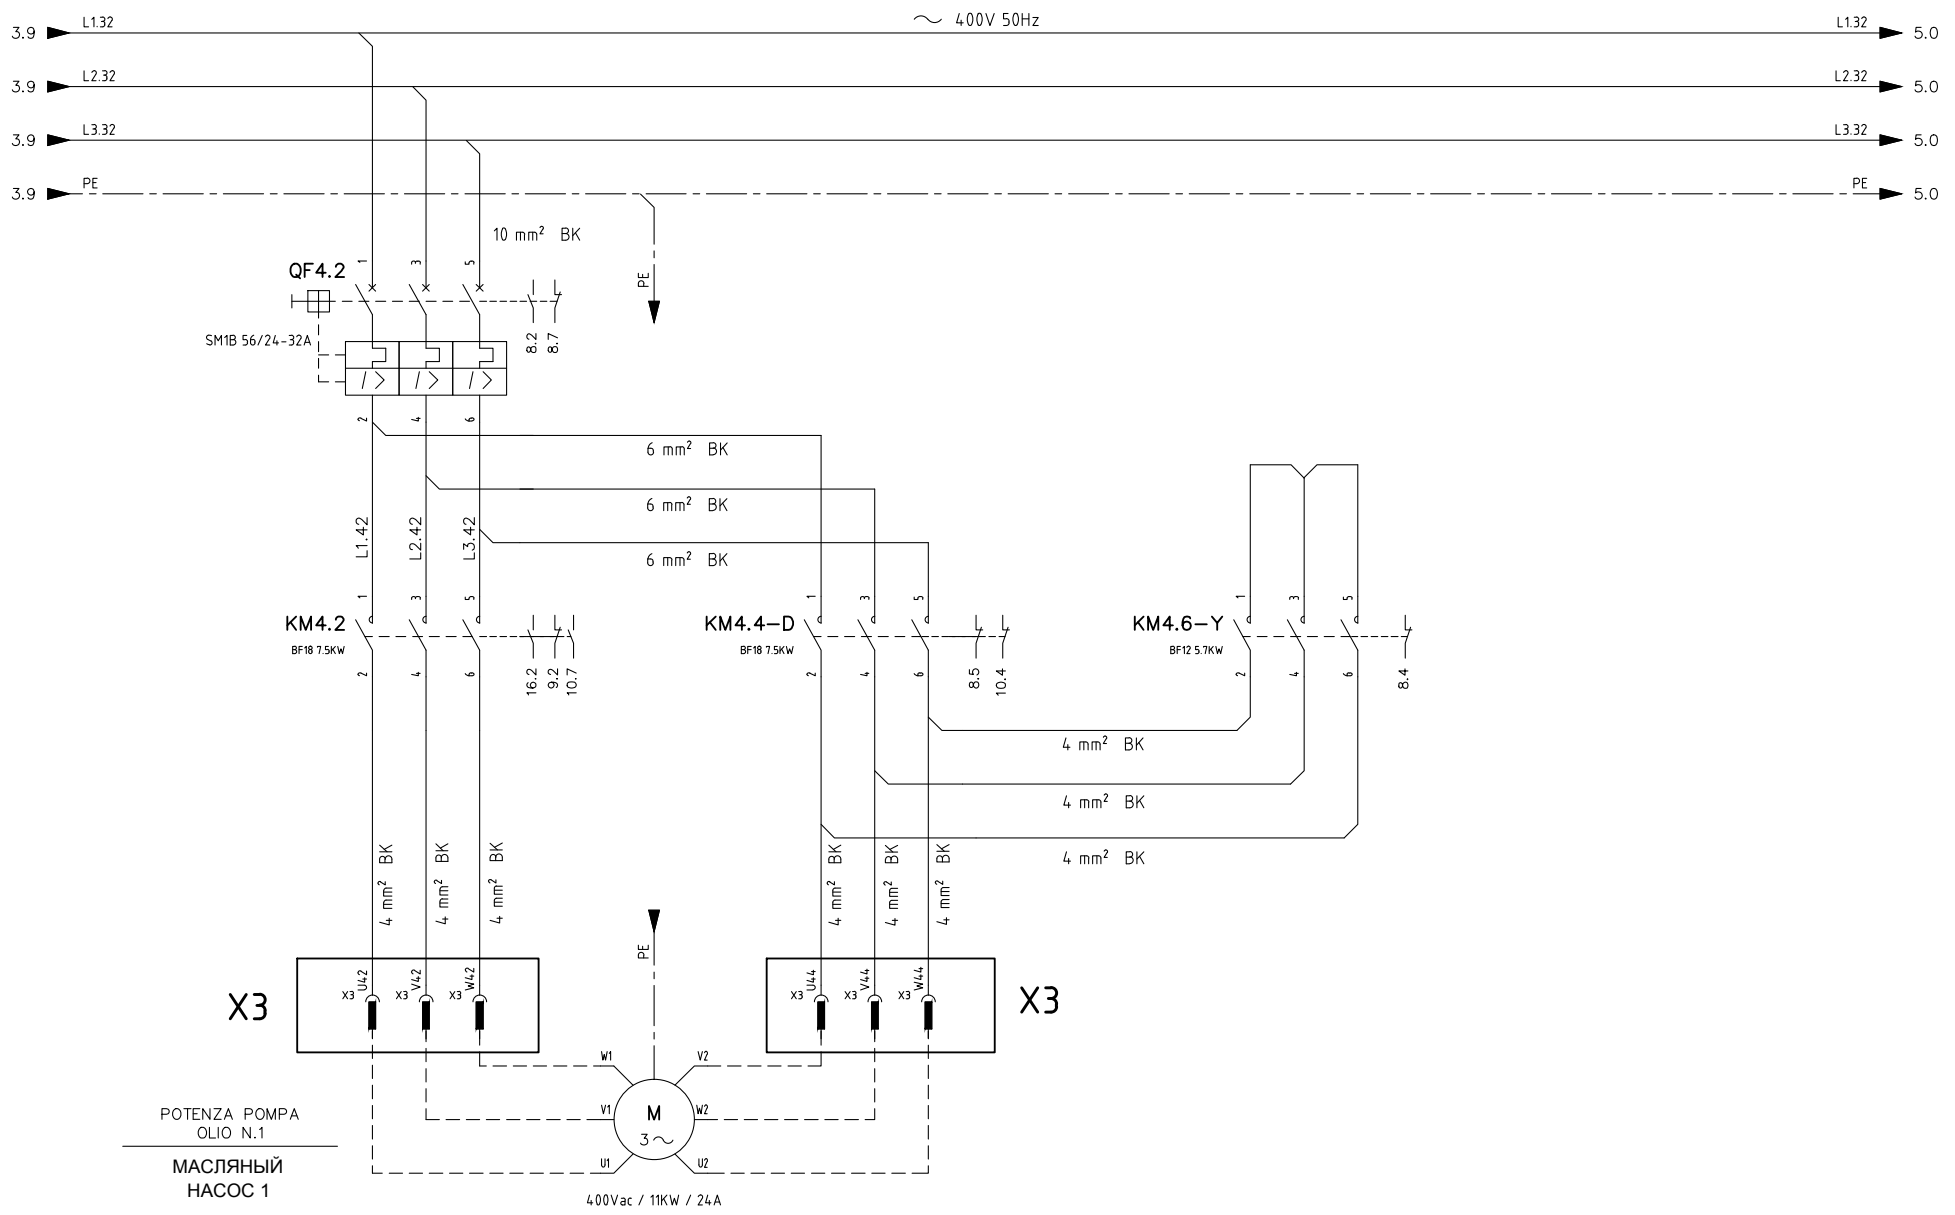 3.9 L1.32 400V 50Hz L1.32 5.0
3.9 L2.32 L2.32 5.0
3.9 L3.32 L3.32 5.0
3.9 PE PE 5.0
10 mm² BK
QF4.2 1 3 5 PE
SM1B 56/24-32A 8.2 8.7
2 4 6
6 mm² BK
6 mm² BK
L1.42 L2.42 L3.42
6 mm² BK
1 3 5 1 3 5 1 3 5
KM4.2 KM4.4-D KM4.6-Y
BF18 7.5KW BF18 7.5KW BF12 5.7KW
2 4 6 16.2 9.2 10.7 2 4 6 8.5 10.4 2 4 6 8.4
4 mm² BK
4 mm² BK
4 mm² BK
4 mm² BK 4 mm² BK 4 mm² BK 4 mm² BK 4 mm² BK 4 mm² BK
PE
U42 V42 W42 U44 V44 W44
X3 X3 X3 X3 X3 X3 X3 X3
W1 V2
V1 M W2
3
U1 U2
POTENZA POMPA
OLIO N.1
МАСЛЯНЫЙ
НАСОС 1
400Vac / 11KW / 24A